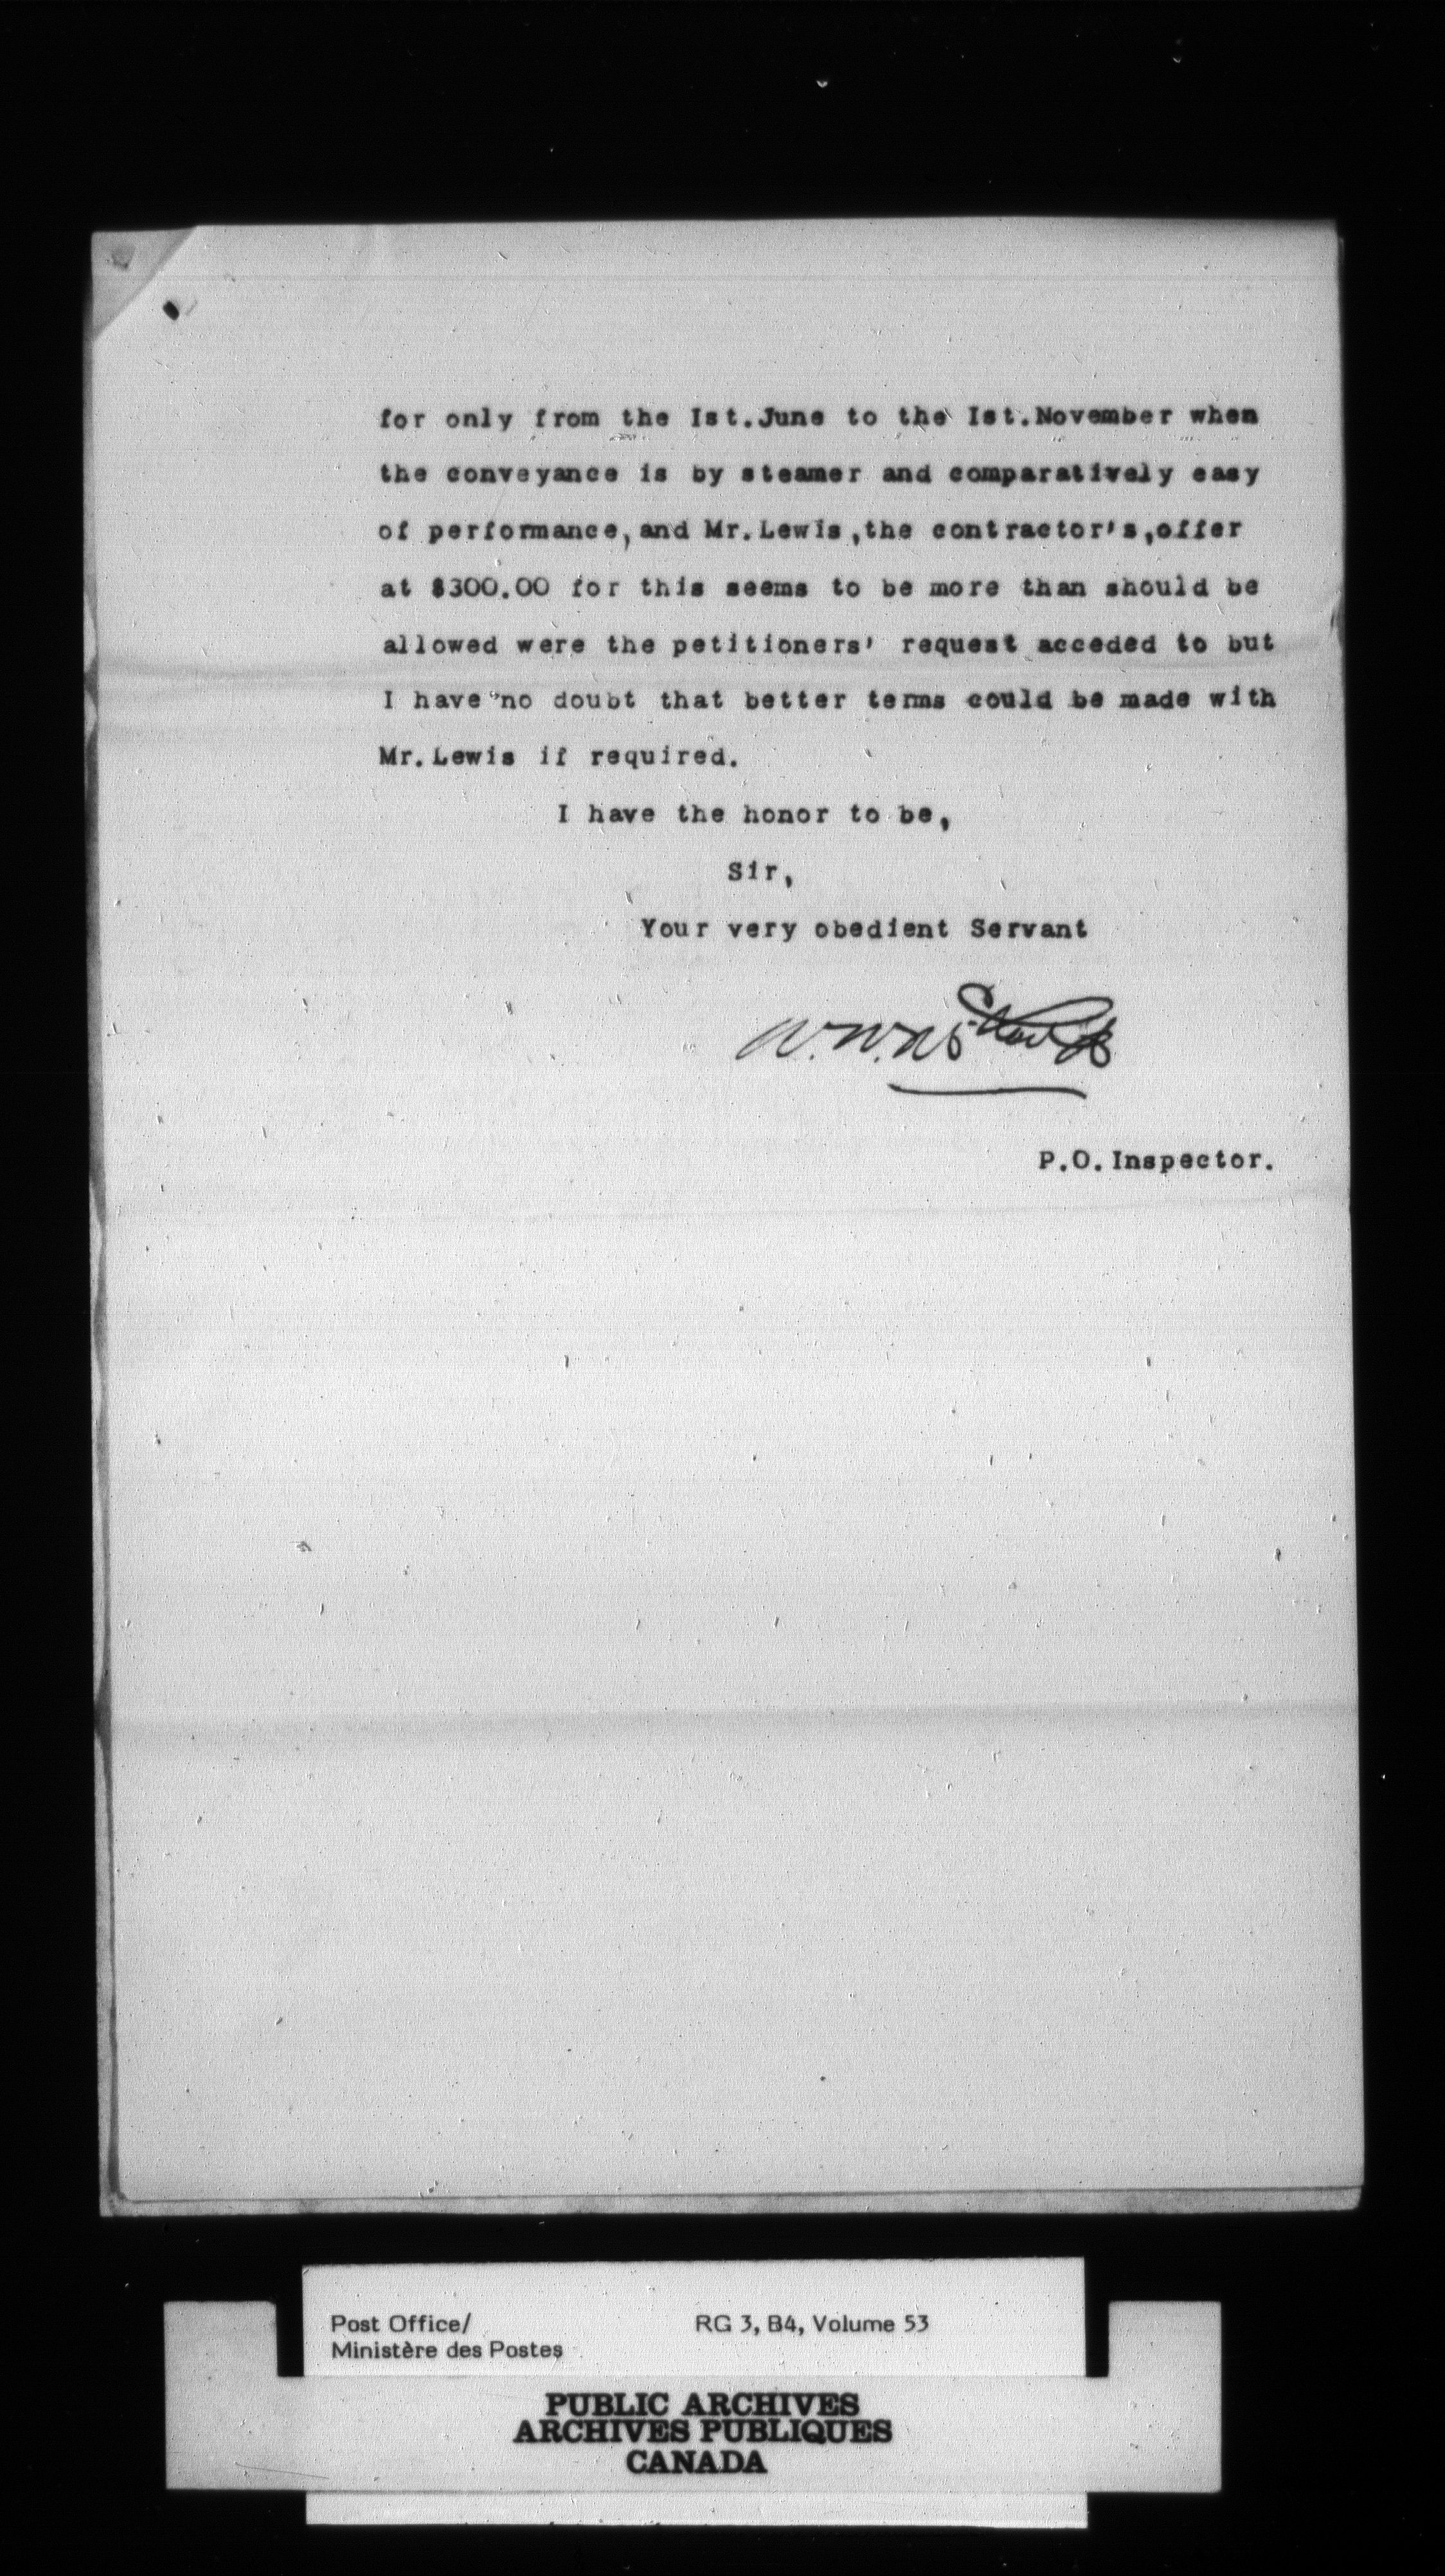 for only from the Ist.June to the Ist.November when
the conveyance is by steamer and comparatively easy
of performance,and Mr.Lewis,the contractor's,offer
at $300.00 for this seems to be more than should be
allowed were the petitioners' request acceded to but
I have no doubt that better terms could be made with
Mr.Lewis if required.
I have the honor to be,
Sir,
Your very obedient Servant
P.O.Inspector.
Post Office/
Ministère des Postes
RG 3, B4, Volume 53
PUBLIC ARCHIVES
ARCHIVES PUBLIQUES
CANADA